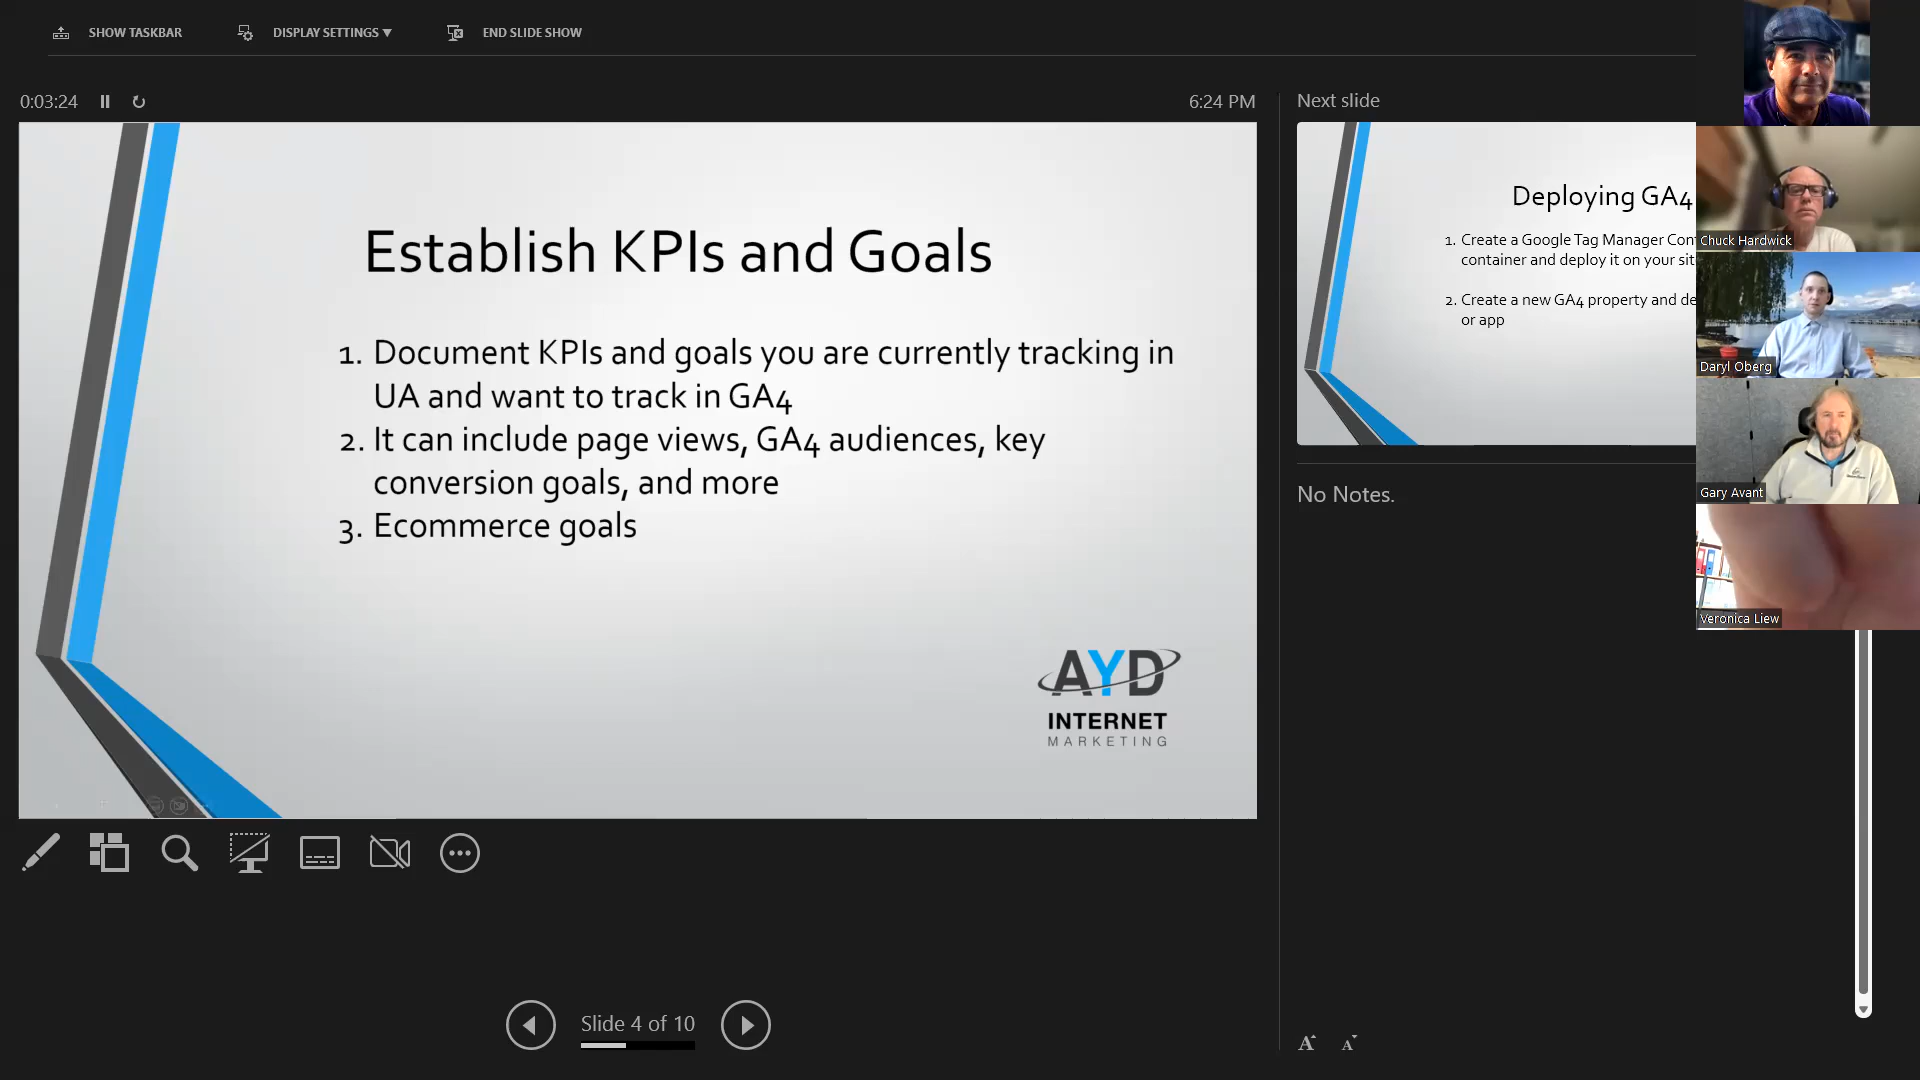 SHOW TASKBAR
DISPLAY SETTINGS ▼
END SLIDE SHOW
0:03:24
6:24 PM
Establish KPIs and Goals
1. Document KPIs and goals you are currently tracking in
UA and want to track in GA4
2. It can include page views, GA4 audiences, key
conversion goals, and more
3. Ecommerce goals
AYD
INTERNET
MARKETING
Slide 4 of 10
Next slide
Deploying GA4
1. Create a Google Tag Manager
container and deploy it on your
2. Create a new GA4 property and
or app
No Notes.
A A
Chuck Hardwick
Daryl Oberg
Gary Avant
Veronica Liew